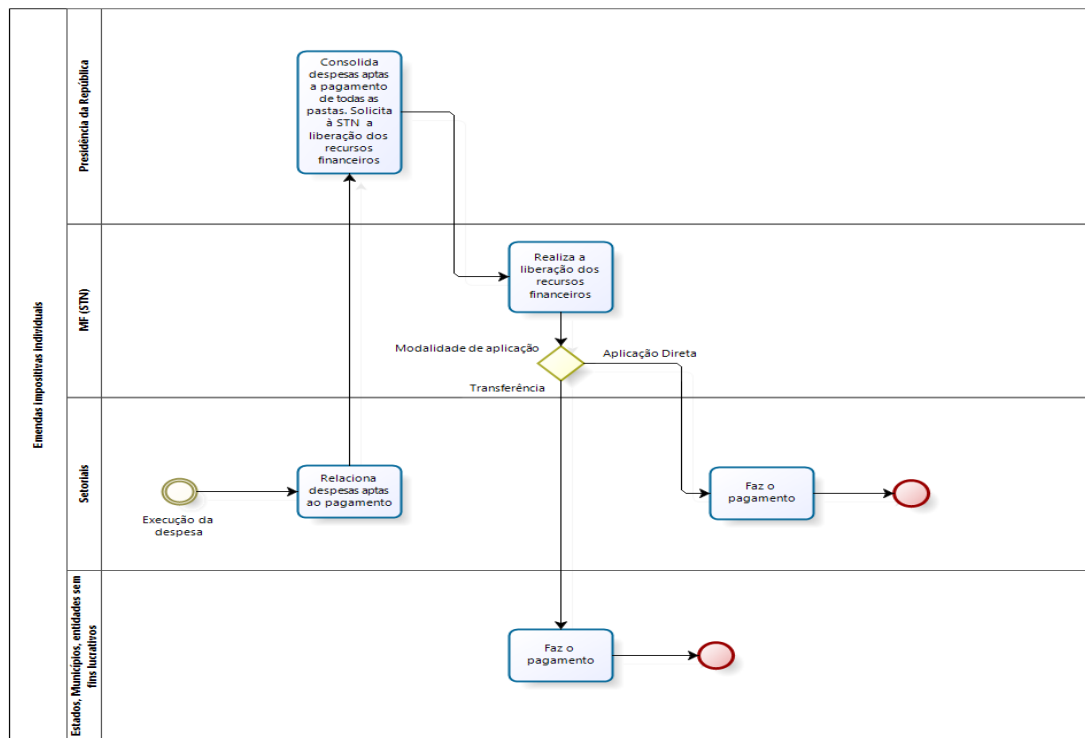 Emendas impositivas individuais
Presidência da República
Consolida
despesas aptas
a pagamento
de todas as
pastas. Solicita
à STN a
liberação dos
recursos
financeiros
MF (STN)
Realiza a
liberação dos
recursos
financeiros
Modalidade de aplicação
Aplicação Direta
Transferência
Setoriais
Execução da
despesa
Relaciona
despesas aptas
ao pagamento
Faz o
pagamento
Estados, Municípios, entidades sem
fins lucrativos
Faz o
pagamento